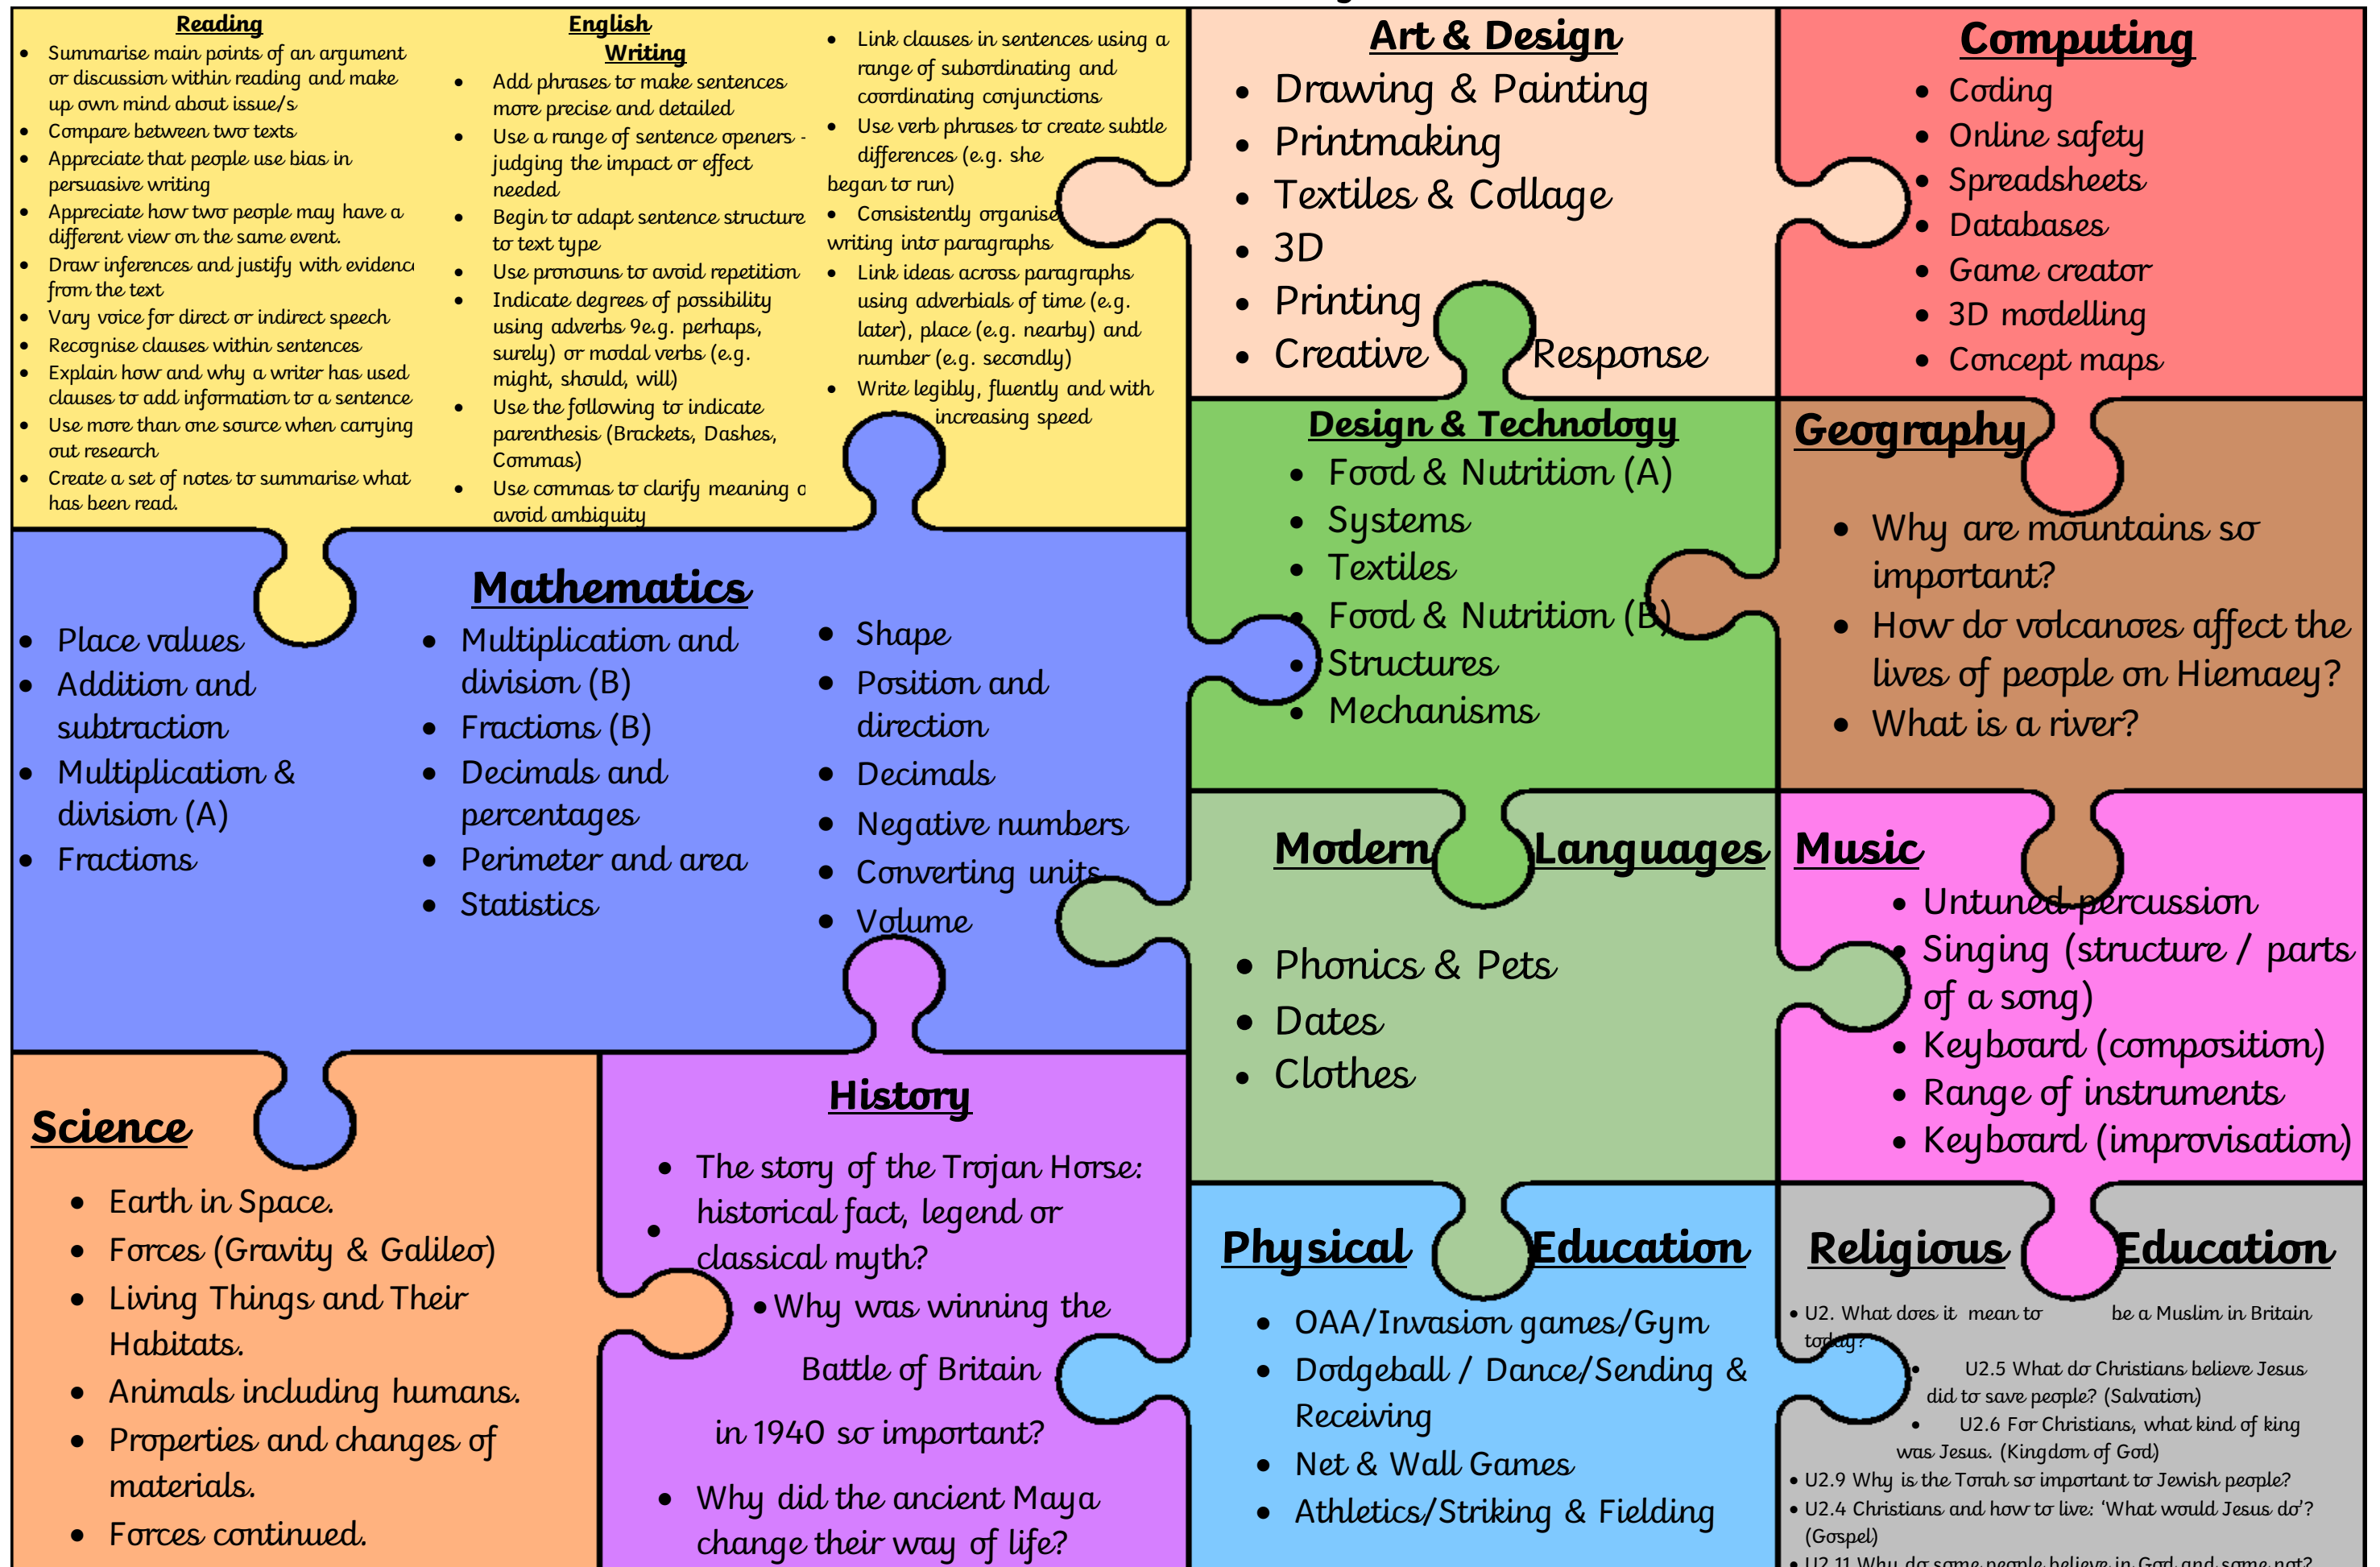 Reading
Summarise main points of an argument
or discussion within reading and make
up own mind about issue/s
Compare between two texts
Appreciate that people use bias in
persuasive writing
Appreciate how two people may have a
different view on the same event.
Draw inferences and justify with evidenc
from the text
Vary voice for direct or indirect speech
Recognise clauses within sentences
Explain how and why a writer has used
clauses to add information to a sentence
Use more than one source when carrying
out research
Create a set of notes to summarise what
has been read.
English
Writing
Add phrases to make sentences
more precise and detailed
Use a range of sentence openers -
judging the impact or effect
needed
Begin to adapt sentence structure
to text type
Use pronouns to avoid repetition
Indicate degrees of possibility
using adverbs 9e.g. perhaps,
surely) or modal verbs (e.g.
might, should, will)
Use the following to indicate
parenthesis (Brackets, Dashes,
Commas)
Use commas to clarify meaning o
avoid ambiguity
Link clauses in sentences using a
range of subordinating and
coordinating conjunctions
Use verb phrases to create subtle
differences (e.g. she
began to run)
Consistently organise
writing into paragraphs
Link ideas across paragraphs
using adverbials of time (e.g.
later), place (e.g. nearby) and
number (e.g. secondly)
Write legibly, fluently and with
increasing speed
Art & Design
Drawing & Painting
Printmaking
Textiles & Collage
3D
Printing
Creative Response
Computing
Coding
Online safety
Spreadsheets
Databases
Game creator
3D modelling
Concept maps
Design & Technology
Food & Nutrition (A)
Systems
Textiles
Food & Nutrition (B)
Structures
Mechanisms
Geography
Why are mountains so
important?
How do volcanoes affect the
lives of people on Hiemaey?
What is a river?
Mathematics
Place values
Addition and
subtraction
Multiplication &
division (A)
Fractions
Multiplication and
division (B)
Fractions (B)
Decimals and
percentages
Perimeter and area
Statistics
Shape
Position and
direction
Decimals
Negative numbers
Converting units
Volume
Modern Languages
Phonics & Pets
Dates
Clothes
Music
Untuned percussion
Singing (structure / parts
of a song)
Keyboard (composition)
Range of instruments
Keyboard (improvisation)
Science
Earth in Space.
Forces (Gravity & Galileo)
Living Things and Their
Habitats.
Animals including humans.
Properties and changes of
materials.
Forces continued.
History
The story of the Trojan Horse:
historical fact, legend or
classical myth?
Why was winning the
Battle of Britain
in 1940 so important?
Why did the ancient Maya
change their way of life?
Physical Education
OAA/Invasion games/Gym
Dodgeball / Dance/Sending &
Receiving
Net & Wall Games
Athletics/Striking & Fielding
Religious Education
U2. What does it mean to be a Muslim in Britain
today?
U2.5 What do Christians believe Jesus
did to save people? (Salvation)
U2.6 For Christians, what kind of king
was Jesus. (Kingdom of God)
U2.9 Why is the Torah so important to Jewish people?
U2.4 Christians and how to live: ‘What would Jesus do’?
(Gospel)
U2.11 Why do some people believe in God and some not?